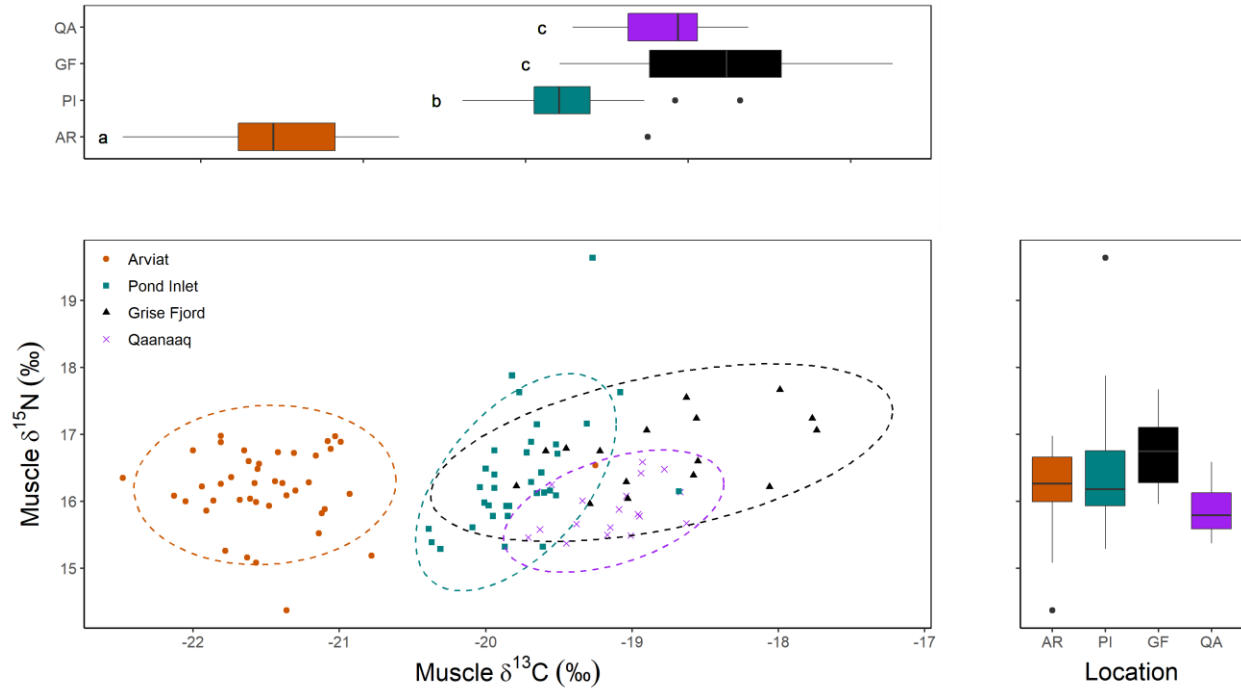 QA
c
GF
c
PI
b
AR
a
Arviat
Pond Inlet
Grise Fjord
Qaanaaq
19
18
17
16
15
Muscle δ¹⁵N (‰)
-22 -21 -20 -19 -18 -17
Muscle δ¹³C (‰)
AR PI GF QA
Location